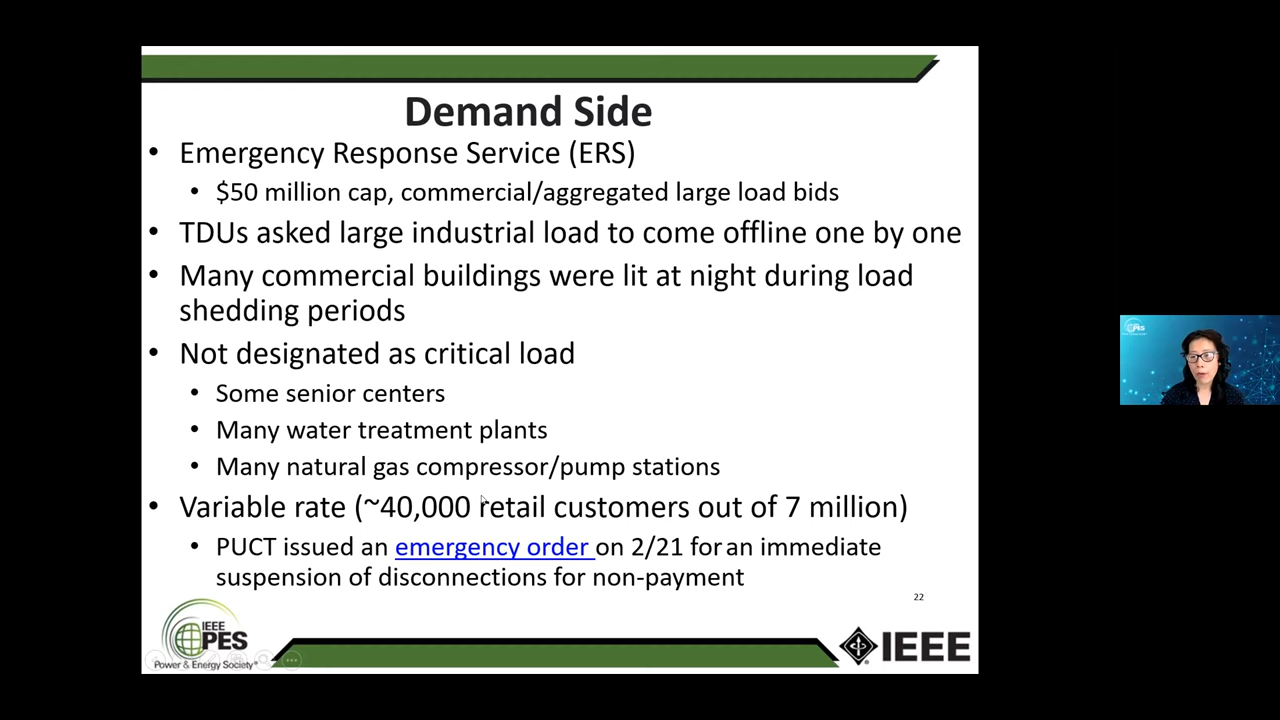 Demand Side
• Emergency Response Service (ERS)
• $50 million cap, commercial/aggregated large load bids
• TDUs asked large industrial load to come offline one by one
• Many commercial buildings were lit at night during load
shedding periods
• Not designated as critical load
• Some senior centers
• Many water treatment plants
• Many natural gas compressor/pump stations
• Variable rate (~40,000 retail customers out of 7 million)
• PUCT issued an emergency order on 2/21 for an immediate
suspension of disconnections for non-payment
22
IEEE
PES
Power & Energy Society®
IEEE
PES